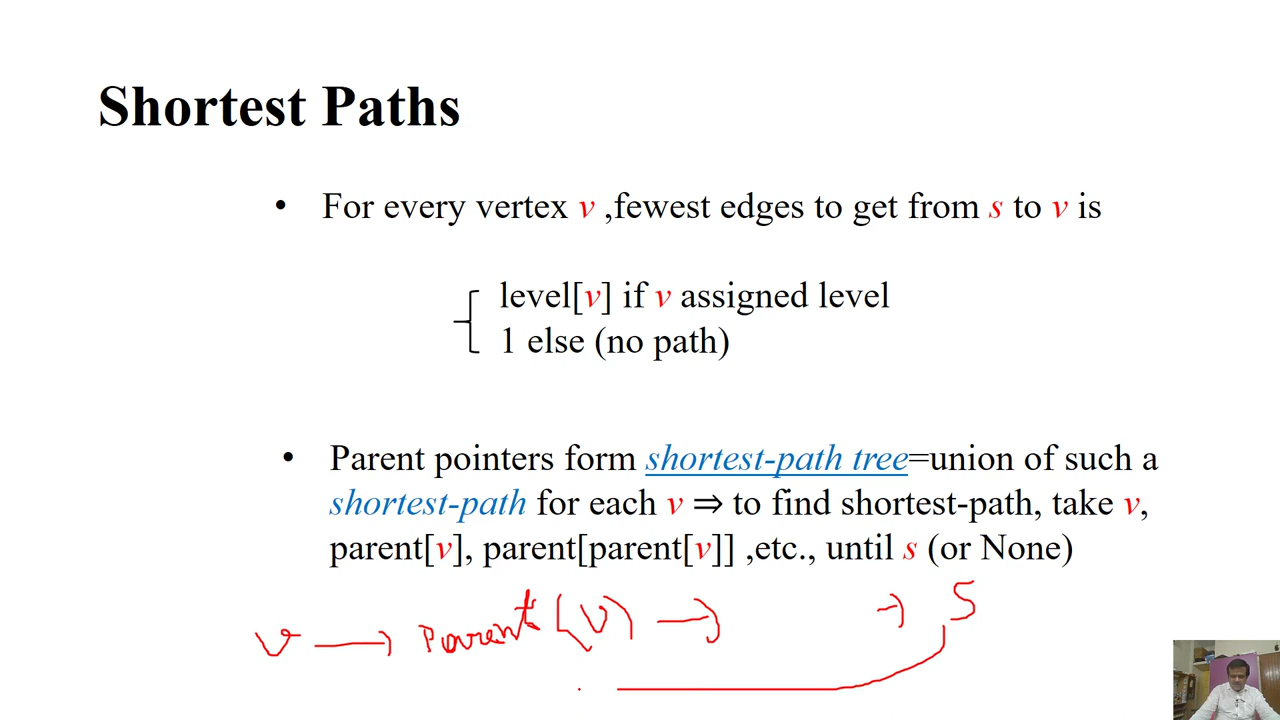 Shortest Paths
• For every vertex v ,fewest edges to get from s to v is
level[v] if v assigned level
1 else (no path)
• Parent pointers form shortest-path tree=union of such a
shortest-path for each v ⇒ to find shortest-path, take v,
parent[v], parent[parent[v]] ,etc., until s (or None)
v → Parent (v) → → S